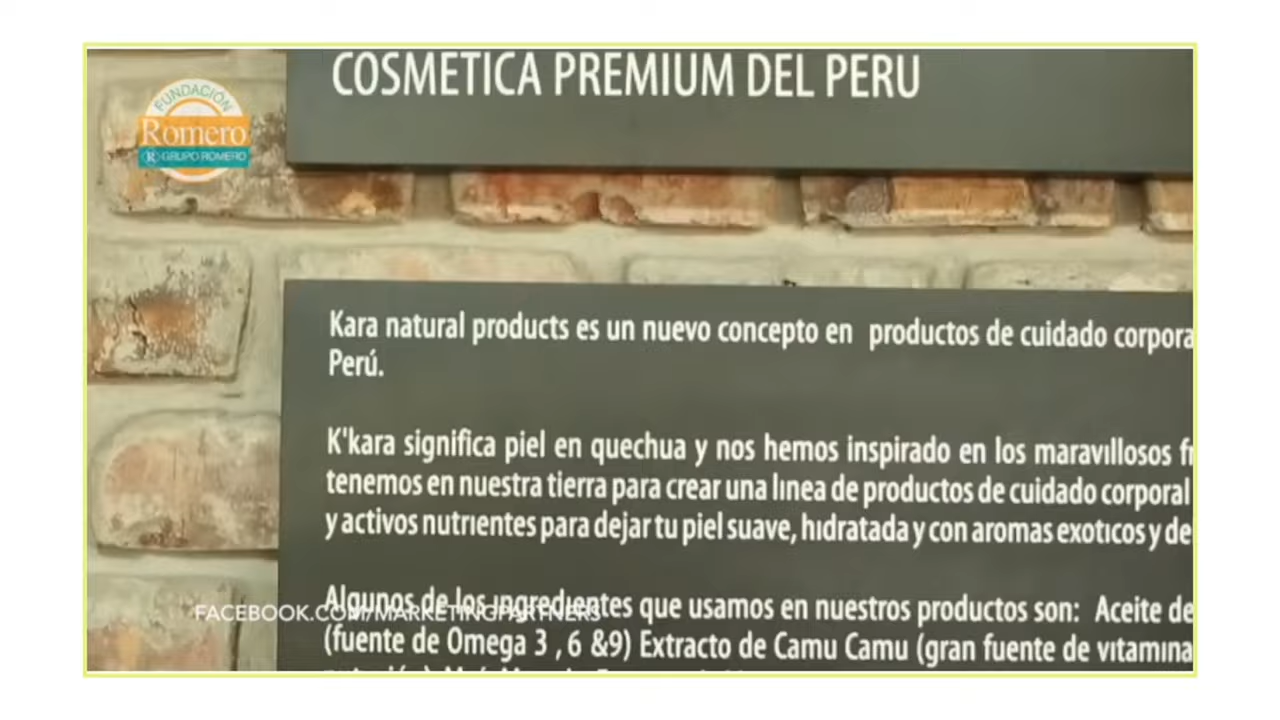 COSMETICA PREMIUM DEL PERU
FUNDACIÓN
Romero
R GRUPO ROMERO
Kara natural products es un nuevo concepto en productos de cuidado
Perú.
K'kara significa piel en quechua y nos hemos inspirado en los maravillosos
tenemos en nuestra tierra para crear una linea de productos de cuidado corporal
y activos nutrientes para dejar tu piel suave, hidratada y con aromas exoticos y
Algunos de los ingredientes que usamos en nuestros productos son: Aceite de
FACEBOOK.COM/MARKETINGPARTNERS
(fuente de Omega 3 , 6 &9) Extracto de Camu Camu (gran fuente de